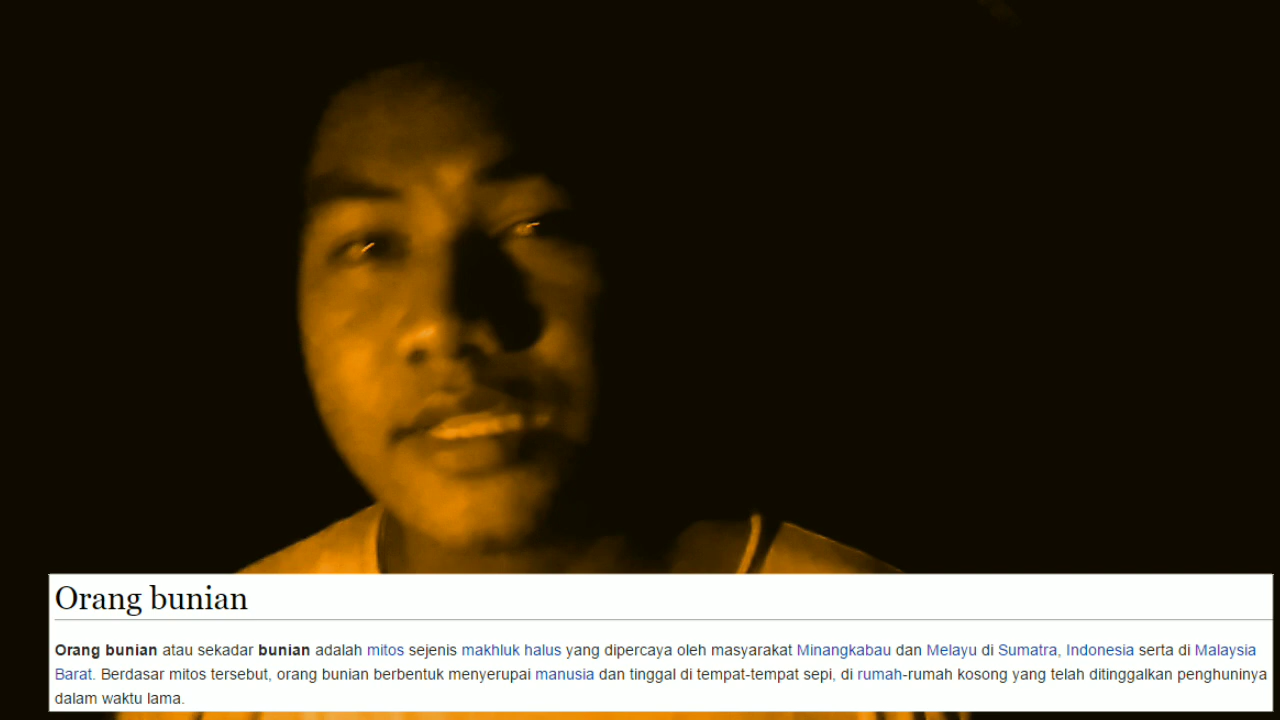 Orang bunian
Orang bunian atau sekadar bunian adalah mitos sejenis makhluk halus yang dipercaya oleh masyarakat Minangkabau dan Melayu di Sumatra, Indonesia serta di Malaysia
Barat. Berdasar mitos tersebut, orang bunian berbentuk menyerupai manusia dan tinggal di tempat-tempat sepi, di rumah-rumah kosong yang telah ditinggalkan penghuninya
dalam waktu lama.